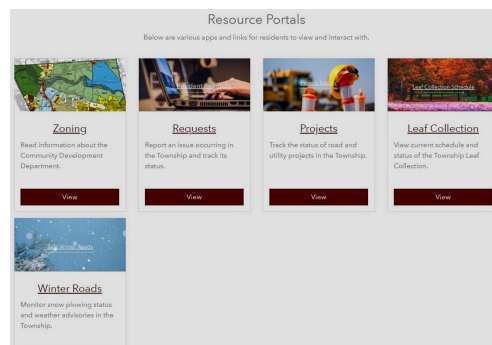 Resource Portals
Below are various apps and links for residents to view and interact with.
Leaf Collection Schedule
Zoning
Requests
Projects
Leaf Collection
Read information about the
Community Development
Department.
Report an issue occurring in
the Township and track its
status.
Track the status of road and
utility projects in the Township.
View current schedule and
status of the Township Leaf
Collection.
View
View
View
View
Winter Roads
Winter Roads
Monitor snow plowing status
and weather advisories in the
Township.